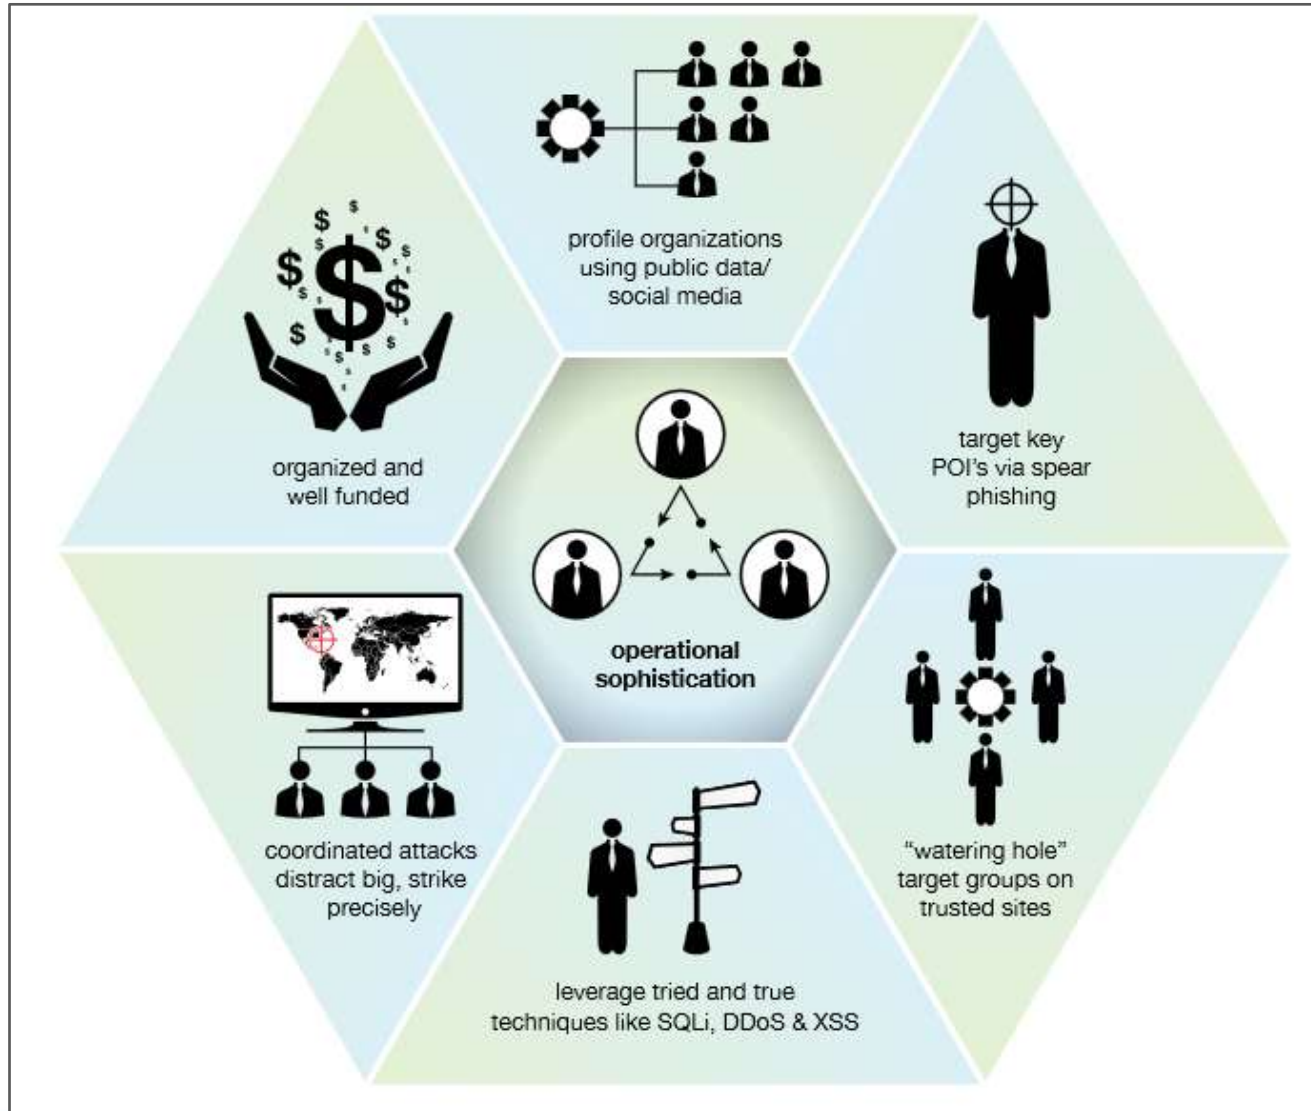 profile organizations
using public data/
social media
target key
POI's via spear
phishing
"watering hole"
target groups on
trusted sites
leverage tried and true
techniques like SQLi, DDoS & XSS
coordinated attacks
distract big, strike
precisely
organized and
well funded
operational
sophistication